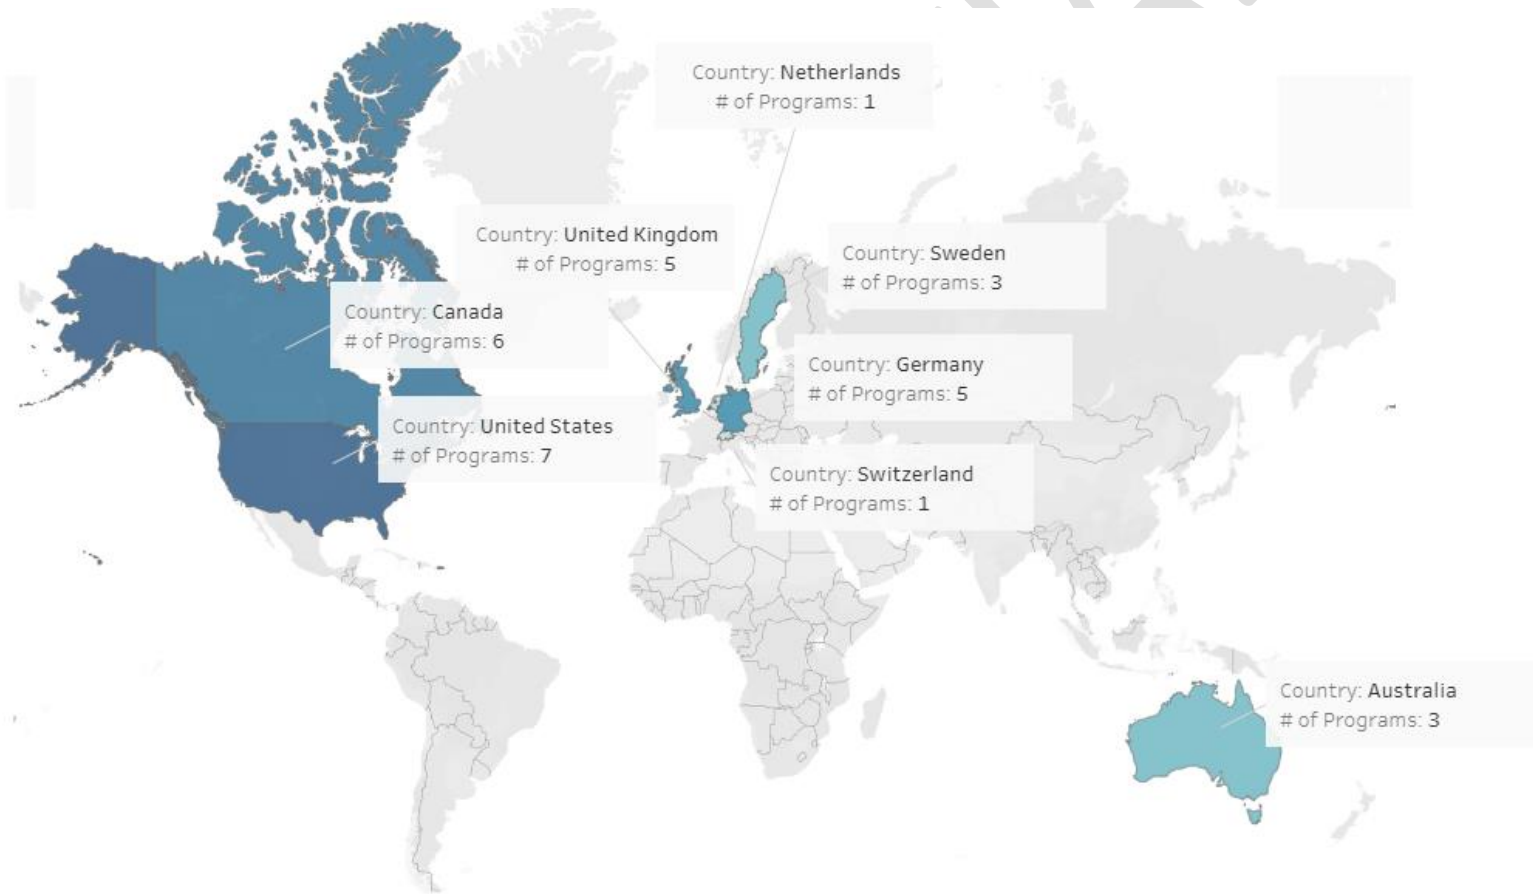 Country: Netherlands
# of Programs: 1
Country: United Kingdom
# of Programs: 5
Country: Sweden
# of Programs: 3
Country: Canada
# of Programs: 6
Country: Germany
# of Programs: 5
Country: United States
# of Programs: 7
Country: Switzerland
# of Programs: 1
Country: Australia
# of Programs: 3